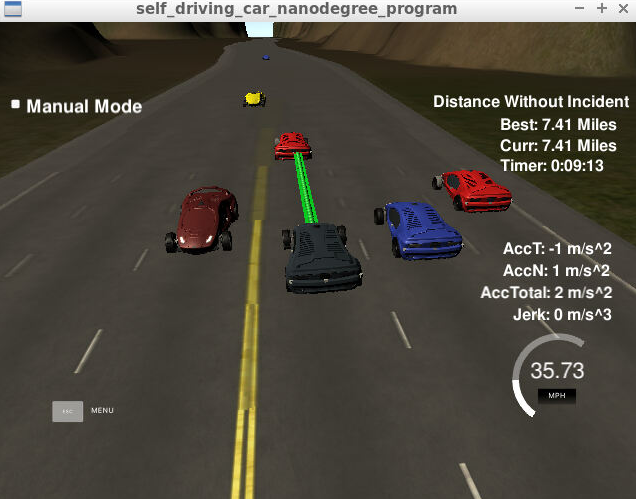 self_driving_car_nanodegree_program
Manual Mode
Distance Without Incident
Best: 7.41 Miles
Curr: 7.41 Miles
Timer: 0:09:13
AccT: -1 m/s^2
AccN: 1 m/s^2
AccTotal: 2 m/s^2
Jerk: 0 m/s^3
35.73
MPH
ESC MENU